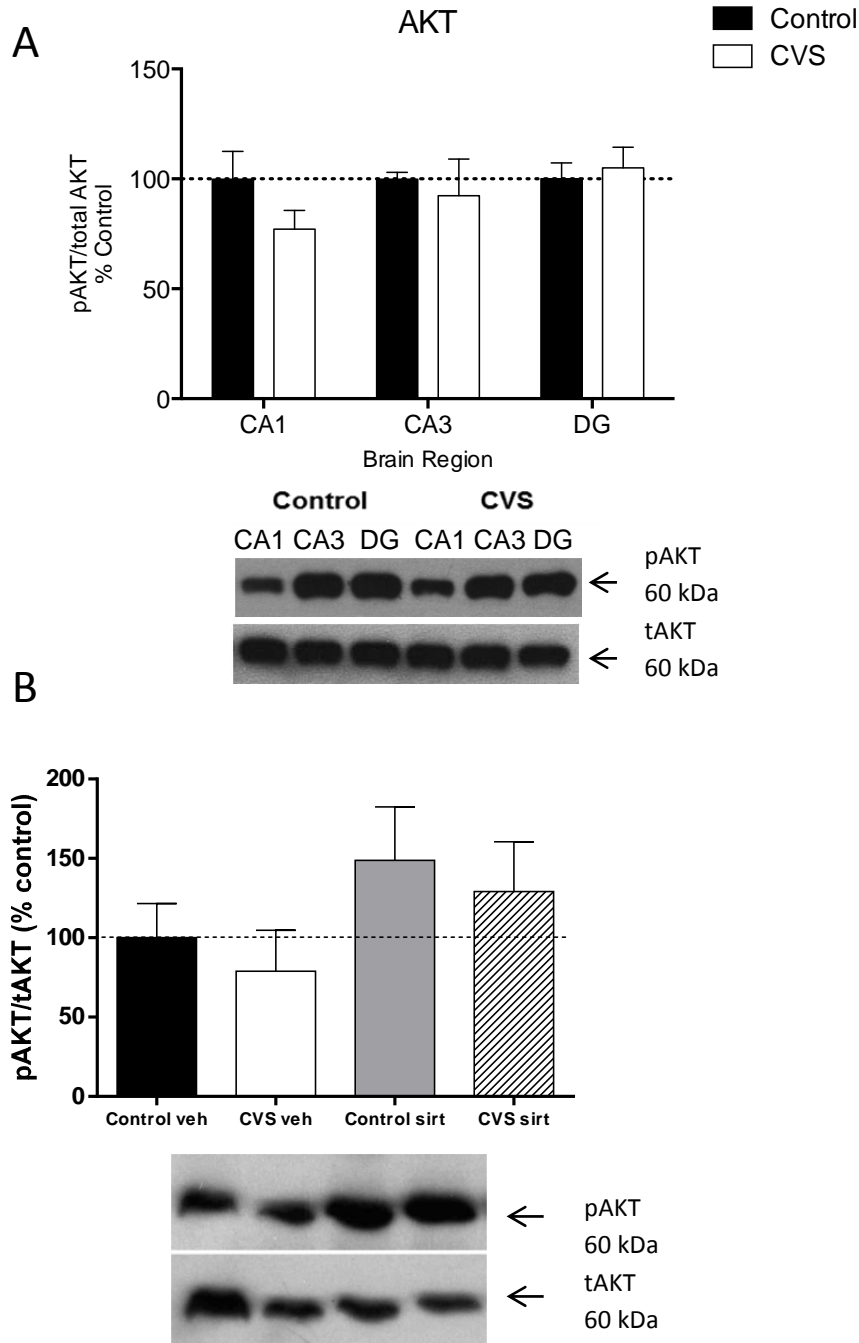 A
AKT
Control
CVS
150
100
50
0
pAKT/total AKT
% Control
CA1 CA3 DG
Brain Region
Control CVS
CA1 CA3 DG CA1 CA3 DG
pAKT
60 kDa
tAKT
60 kDa
B
200
150
100
50
0
pAKT/tAKT (% control)
Control veh CVS veh Control sirt CVS sirt
pAKT
60 kDa
tAKT
60 kDa